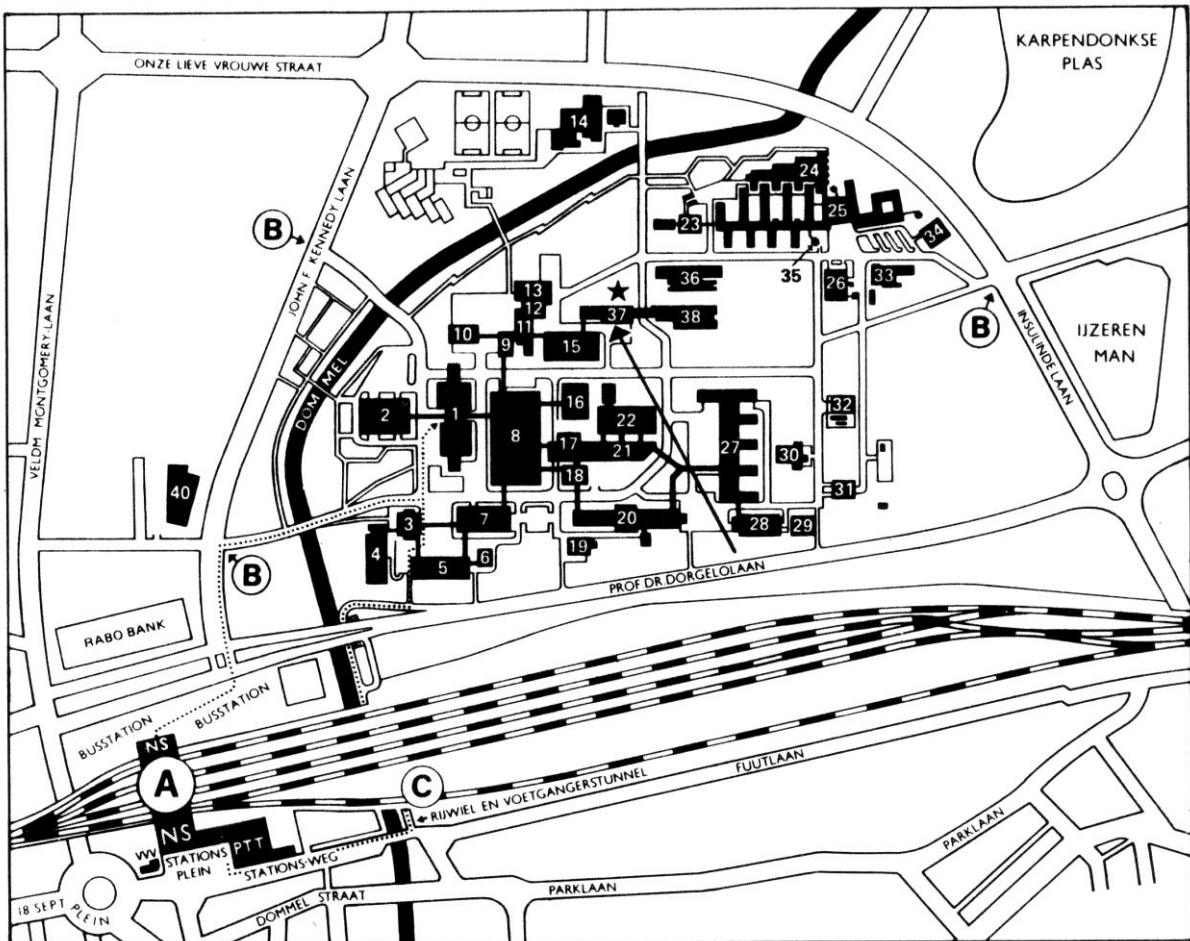 KARPENDONKSE
PLAS
ONZE LIEVE VROUWE STRAAT
14
24
25
23
34
35
B
JOHN F. KENNEDY LAAN
VELDM MONTGOMERY-LAAN
DOMMEL
36
26
33
13
12
11
10
9
37
38
15
B
INSULINDELAAN
IJZEREN
MAN
2
1
8
16
22
17
21
18
27
32
30
31
40
3
4
7
5
6
20
19
28
29
B
PROF DR. DORGELOLAAN
RABO BANK
BUSSTATION
BUSSTATION
NS
A
C
RIJWIEL EN VOETGANGERSTUNNEL
FUUTLAAN
NS
PTT
VVV
STATIONS
PLEIN
STATIONS-WEG
PARKLAAN
PARKLAAN
DOMMEL STRAAT
18 SEPT PLEIN